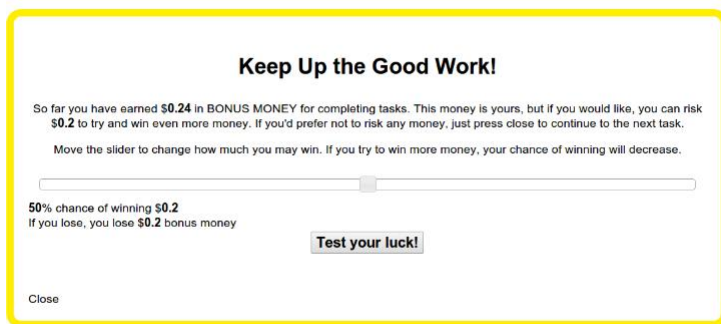 Keep Up the Good Work!
So far you have earned $0.24 in BONUS MONEY for completing tasks. This money is yours, but if you would like, you can risk
$0.2 to try and win even more money. If you'd prefer not to risk any money, just press close to continue to the next task.
Move the slider to change how much you may win. If you try to win more money, your chance of winning will decrease.
50% chance of winning $0.2
If you lose, you lose $0.2 bonus money
Test your luck!
Close